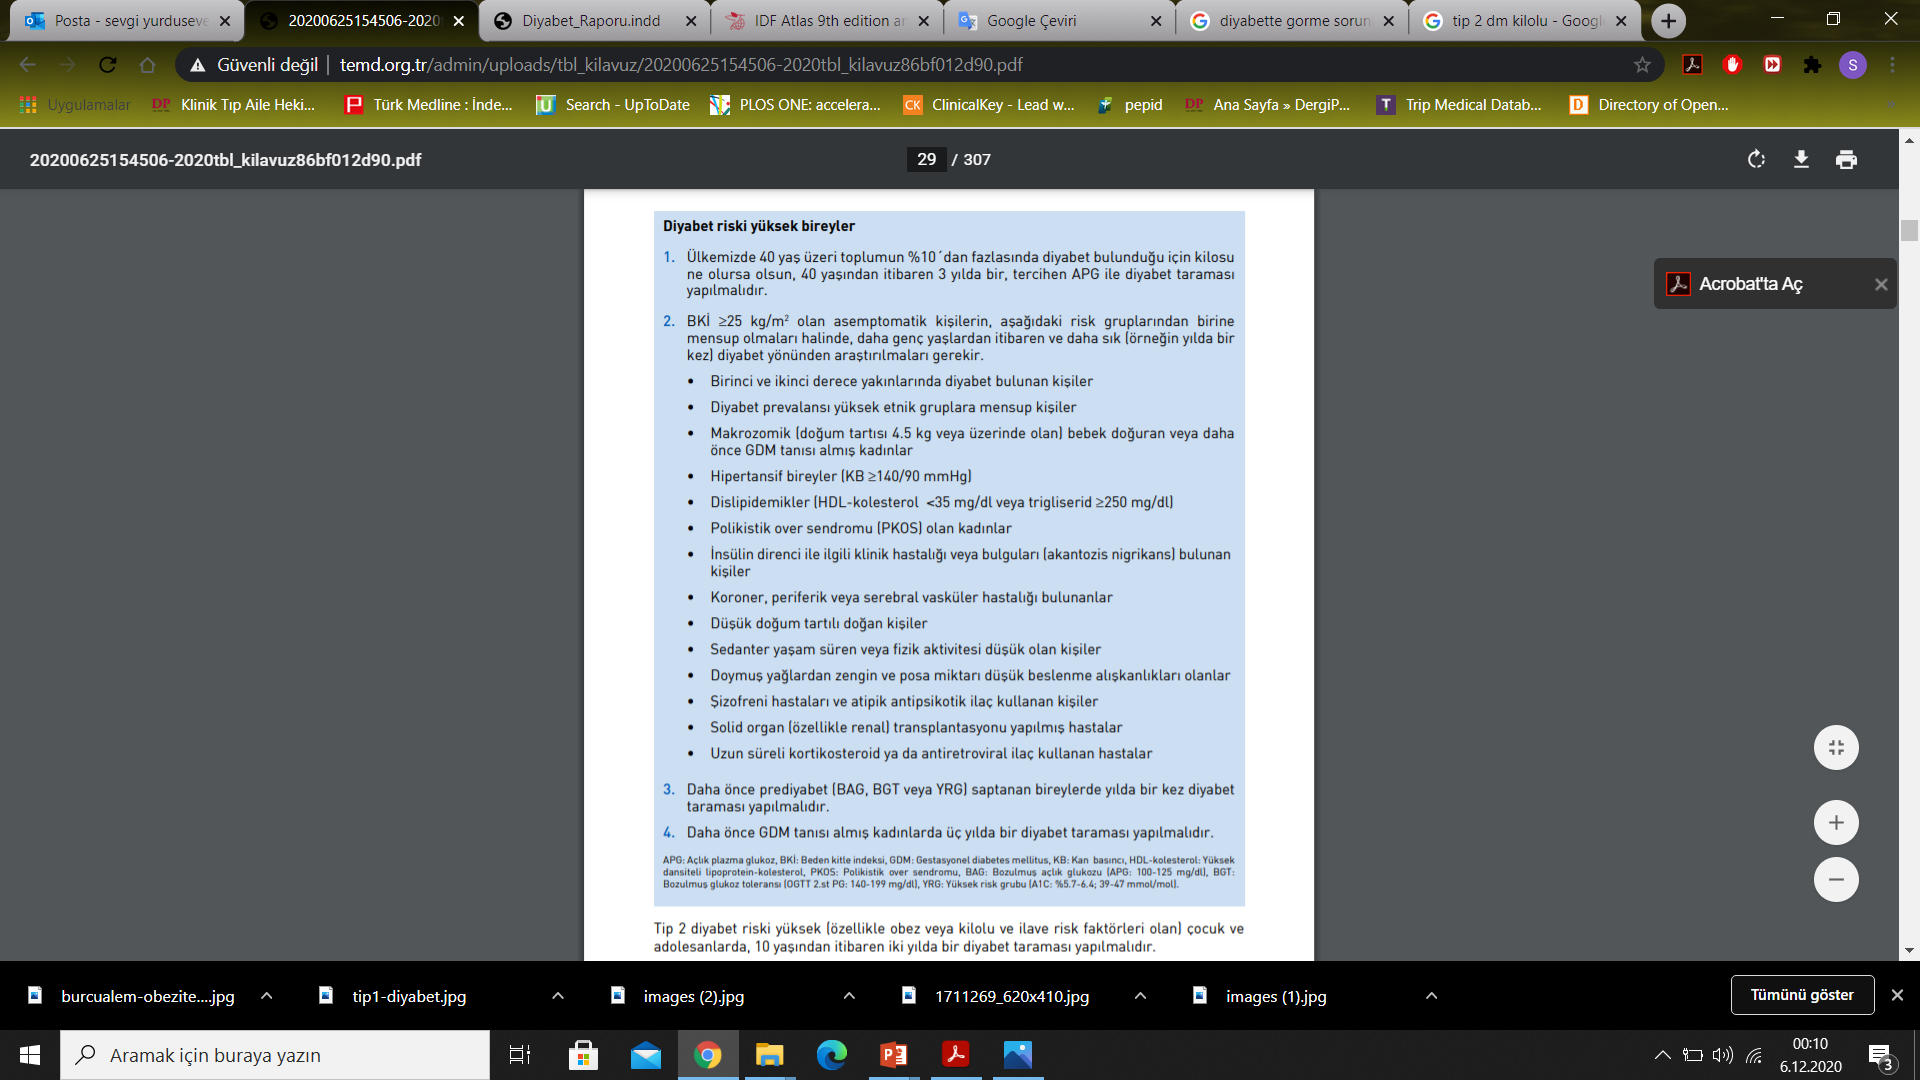 Posta - sevgi yurduseve
20200625154506-2020
Diyabet_Raporu.indd
IDF Atlas 9th edition an
Google Çeviri
diyabette gorme sorun
tip 2 dm kilolu - Googl
Güvenli değil | temd.org.tr/admin/uploads/tbl_kilavuz/20200625154506-2020tbl_kilavuz86bf012d90.pdf
S
Uygulamalar
DP Klinik Tıp Aile Heki...
P Türk Medline : İnde...
U Search - UpToDate
PLOS ONE: accelera...
CK ClinicalKey - Lead w...
pepid
DP Ana Sayfa » DergiP...
T Trip Medical Datab...
D Directory of Open...
20200625154506-2020tbl_kilavuz86bf012d90.pdf
29 / 307
Acrobat'ta Aç
Diyabet riski yüksek bireyler
1. Ülkemizde 40 yaş üzeri toplumun %10´dan fazlasında diyabet bulunduğu için kilosu
ne olursa olsun, 40 yaşından itibaren 3 yılda bir, tercihen APG ile diyabet taraması
yapılmalıdır.
2. BKİ ≥25 kg/m² olan asemptomatik kişilerin, aşağıdaki risk gruplarından birine
mensup olmaları halinde, daha genç yaşlardan itibaren ve daha sık (örneğin yılda bir
kez) diyabet yönünden araştırılmaları gerekir.
• Birinci ve ikinci derece yakınlarında diyabet bulunan kişiler
• Diyabet prevalansı yüksek etnik gruplara mensup kişiler
• Makrozomik (doğum tartısı 4.5 kg veya üzerinde olan) bebek doğuran veya daha
önce GDM tanısı almış kadınlar
• Hipertansif bireyler (KB ≥140/90 mmHg)
• Dislipidemikler (HDL-kolesterol <35 mg/dl veya trigliserid ≥250 mg/dl)
• Polikistik over sendromu (PKOS) olan kadınlar
• İnsülin direnci ile ilgili klinik hastalığı veya bulguları (akantozis nigrikans) bulunan
kişiler
• Koroner, periferik veya serebral vasküler hastalığı bulunanlar
• Düşük doğum tartılı doğan kişiler
• Sedanter yaşam süren veya fizik aktivitesi düşük olan kişiler
• Doymuş yağlardan zengin ve posa miktarı düşük beslenme alışkanlıkları olanlar
• Şizofreni hastaları ve atipik antipsikotik ilaç kullanan kişiler
• Solid organ (özellikle renal) transplantasyonu yapılmış hastalar
• Uzun süreli kortikosteroid ya da antiretroviral ilaç kullanan hastalar
3. Daha önce prediyabet (BAG, BGT veya YRG) saptanan bireylerde yılda bir kez diyabet
taraması yapılmalıdır.
4. Daha önce GDM tanısı almış kadınlarda üç yılda bir diyabet taraması yapılmalıdır.
APG: Açlık plazma glukoz, BKİ: Beden kitle indeksi, GDM: Gestasyonel diabetes mellitus, KB: Kan basıncı, HDL-kolesterol: Yüksek
dansiteli lipoprotein-kolesterol, PKOS: Polikistik over sendromu, BAG: Bozulmuş açlık glukozu (APG: 100-125 mg/dl), BGT:
Bozulmuş glukoz toleransı (OGTT 2.st PG: 140-199 mg/dl), YRG: Yüksek risk grubu (A1C: %5.7-6.4; 39-47 mmol/mol).
Tip 2 diyabet riski yüksek (özellikle obez veya kilolu ve ilave risk faktörleri olan) çocuk ve
adolesanlarda, 10 yaşından itibaren iki yılda bir diyabet taraması yapılmalıdır.
burcualem-obezite....jpg
tip1-diyabet.jpg
images (2).jpg
1711269_620x410.jpg
images (1).jpg
Tümünü göster
Aramak için buraya yazın
00:10
6.12.2020
3